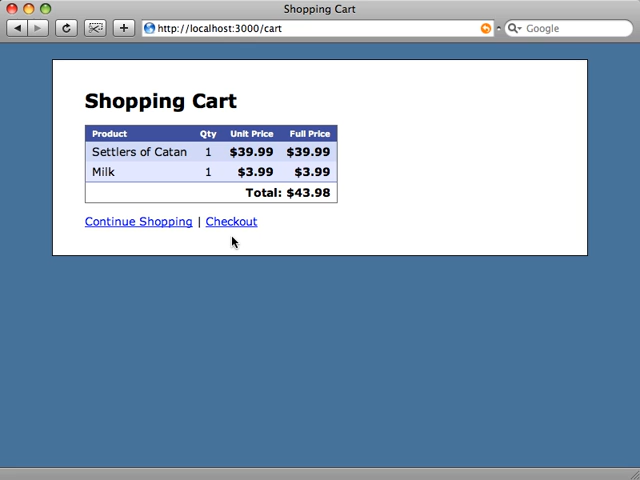 Shopping Cart
http://localhost:3000/cart
Google
Shopping Cart
Product Qty Unit Price Full Price
Settlers of Catan 1 $39.99 $39.99
Milk 1 $3.99 $3.99
Total: $43.98
Continue Shopping | Checkout